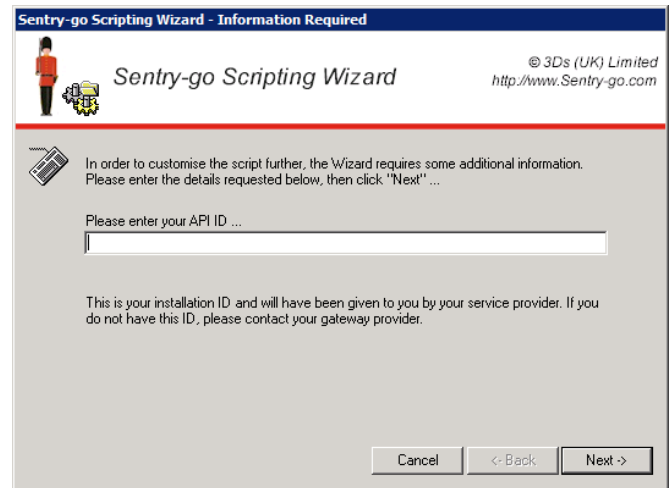 Sentry-go Scripting Wizard - Information Required
Sentry-go Scripting Wizard
© 3Ds (UK) Limited
http://www.Sentry-go.com
In order to customise the script further, the Wizard requires some additional information.
Please enter the details requested below, then click "Next" ...
Please enter your API ID ...
This is your installation ID and will have been given to you by your service provider. If you
do not have this ID, please contact your gateway provider.
Cancel <- Back Next ->